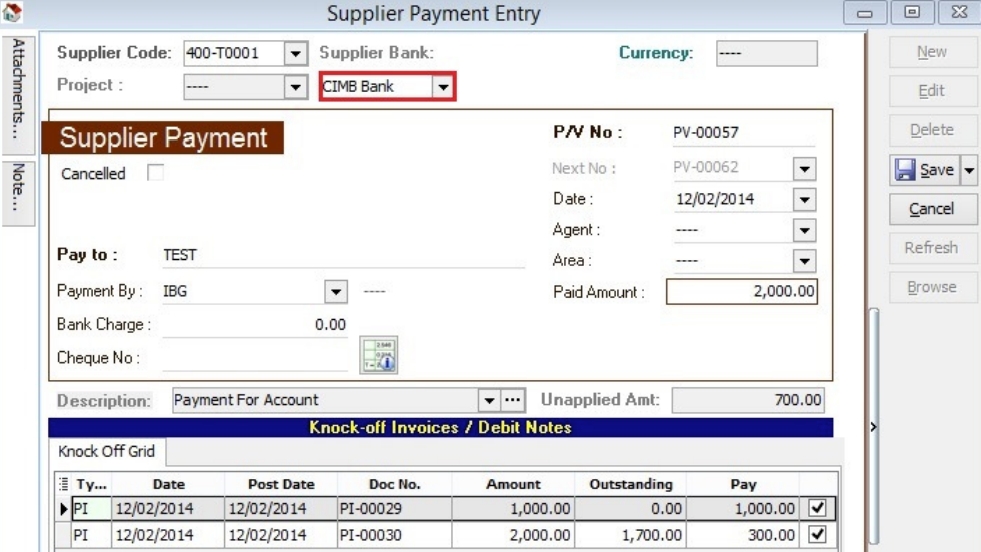 Supplier Payment Entry
Attachments...
Note...
Supplier Code: 400-T0001 Supplier Bank: Currency: ----
Project : ---- CIMB Bank
Supplier Payment
Cancelled
P/V No : PV-00057
Next No : PV-00062
Date : 12/02/2014
Agent : ----
Area : ----
Pay to : TEST
Payment By : IBG ----
Paid Amount : 2,000.00
Bank Charge : 0.00
Cheque No :
Description: Payment For Account ... Unapplied Amt: 700.00
Knock-off Invoices / Debit Notes
Knock Off Grid
Ty... Date Post Date Doc No. Amount Outstanding Pay
PI 12/02/2014 12/02/2014 PI-00029 1,000.00 0.00 1,000.00
PI 12/02/2014 12/02/2014 PI-00030 2,000.00 1,700.00 300.00
New
Edit
Delete
Save
Cancel
Refresh
Browse